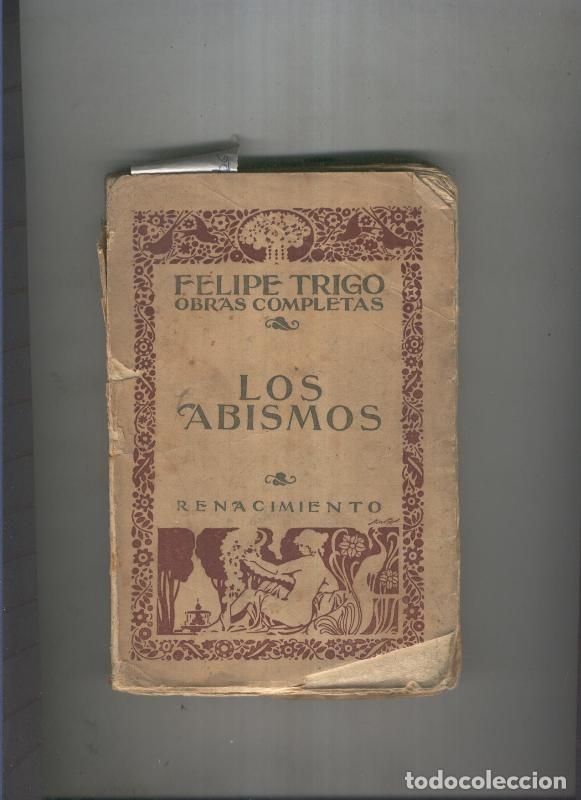 FELIPE TRIGO
OBRAS COMPLETAS
LOS
ABISMOS
RENACIMIENTO
todocoleccion